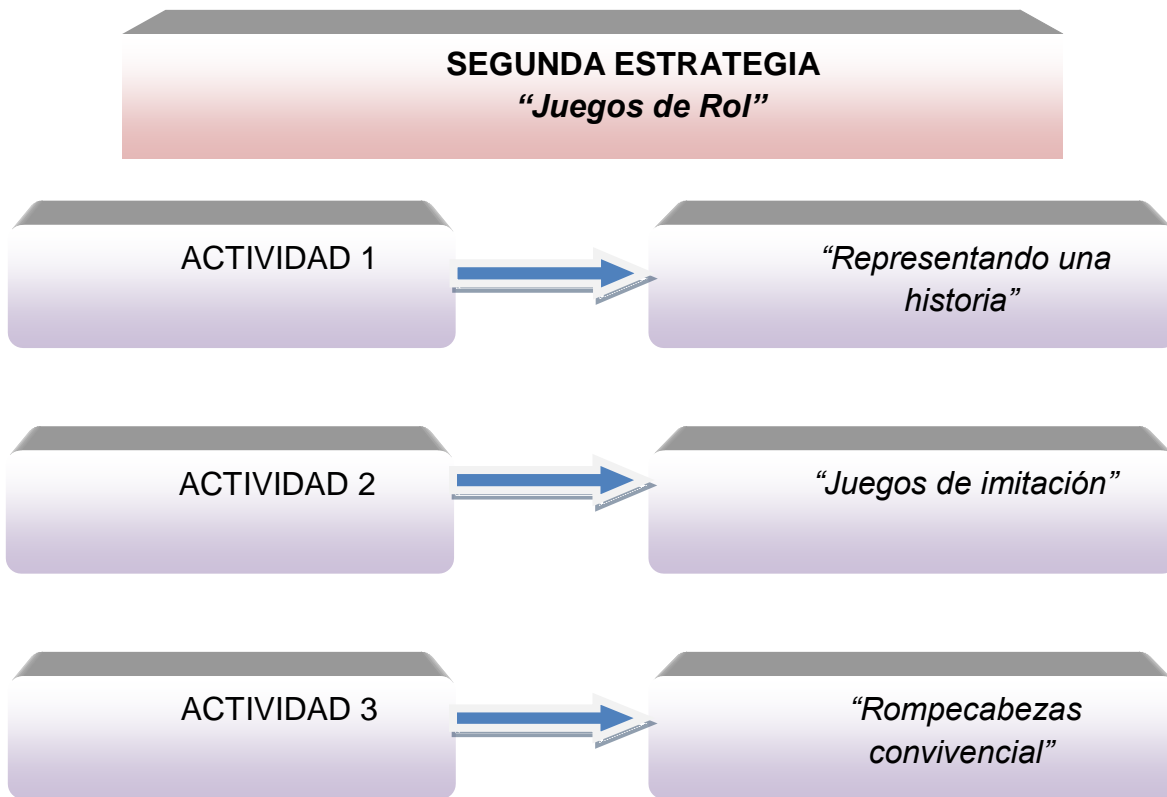 SEGUNDA ESTRATEGIA
“Juegos de Rol”
ACTIVIDAD 1
“Representando una
historia”
ACTIVIDAD 2
“Juegos de imitación”
ACTIVIDAD 3
“Rompecabezas
convivencial”